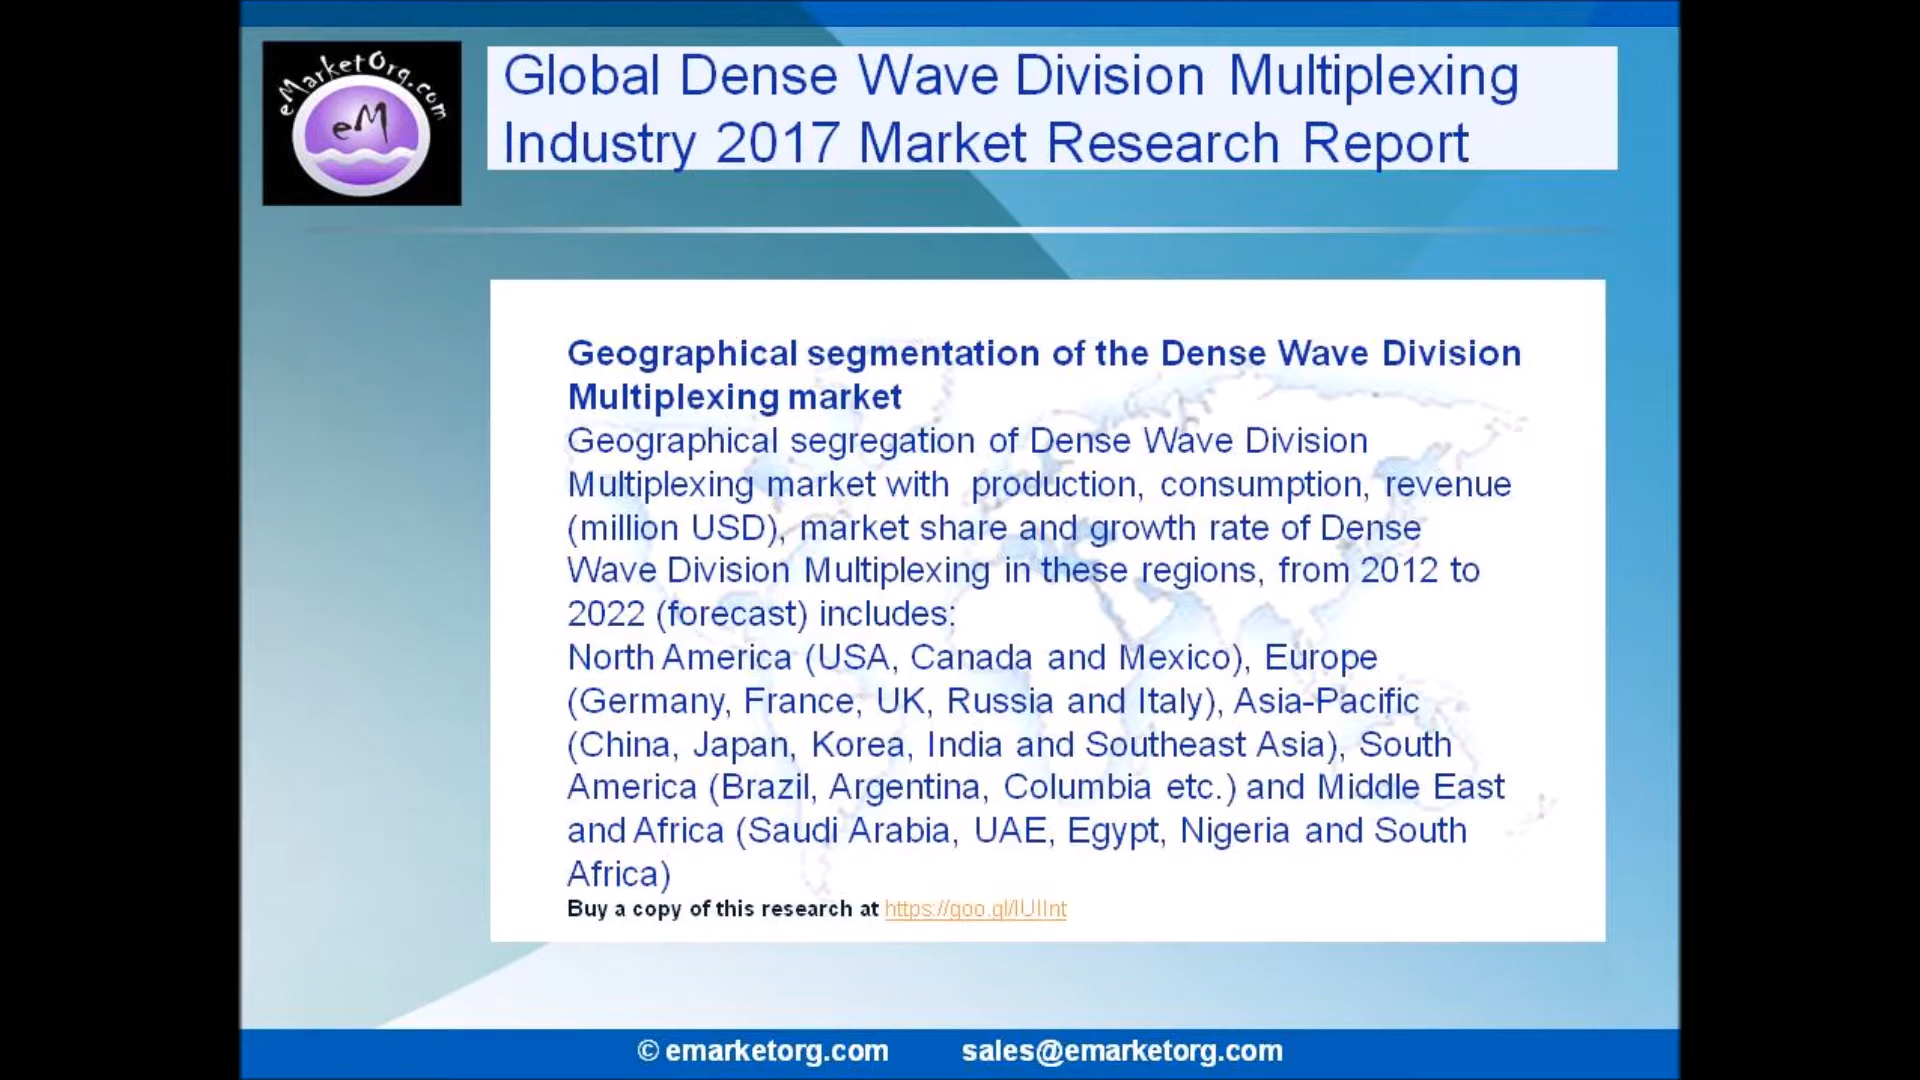 eMarketOrg.com
eM
Global Dense Wave Division Multiplexing
Industry 2017 Market Research Report
Geographical segmentation of the Dense Wave Division
Multiplexing market
Geographical segregation of Dense Wave Division
Multiplexing market with production, consumption, revenue
(million USD), market share and growth rate of Dense
Wave Division Multiplexing in these regions, from 2012 to
2022 (forecast) includes:
North America (USA, Canada and Mexico), Europe
(Germany, France, UK, Russia and Italy), Asia-Pacific
(China, Japan, Korea, India and Southeast Asia), South
America (Brazil, Argentina, Columbia etc.) and Middle East
and Africa (Saudi Arabia, UAE, Egypt, Nigeria and South
Africa)
Buy a copy of this research at
© emarketorg.com sales@emarketorg.com